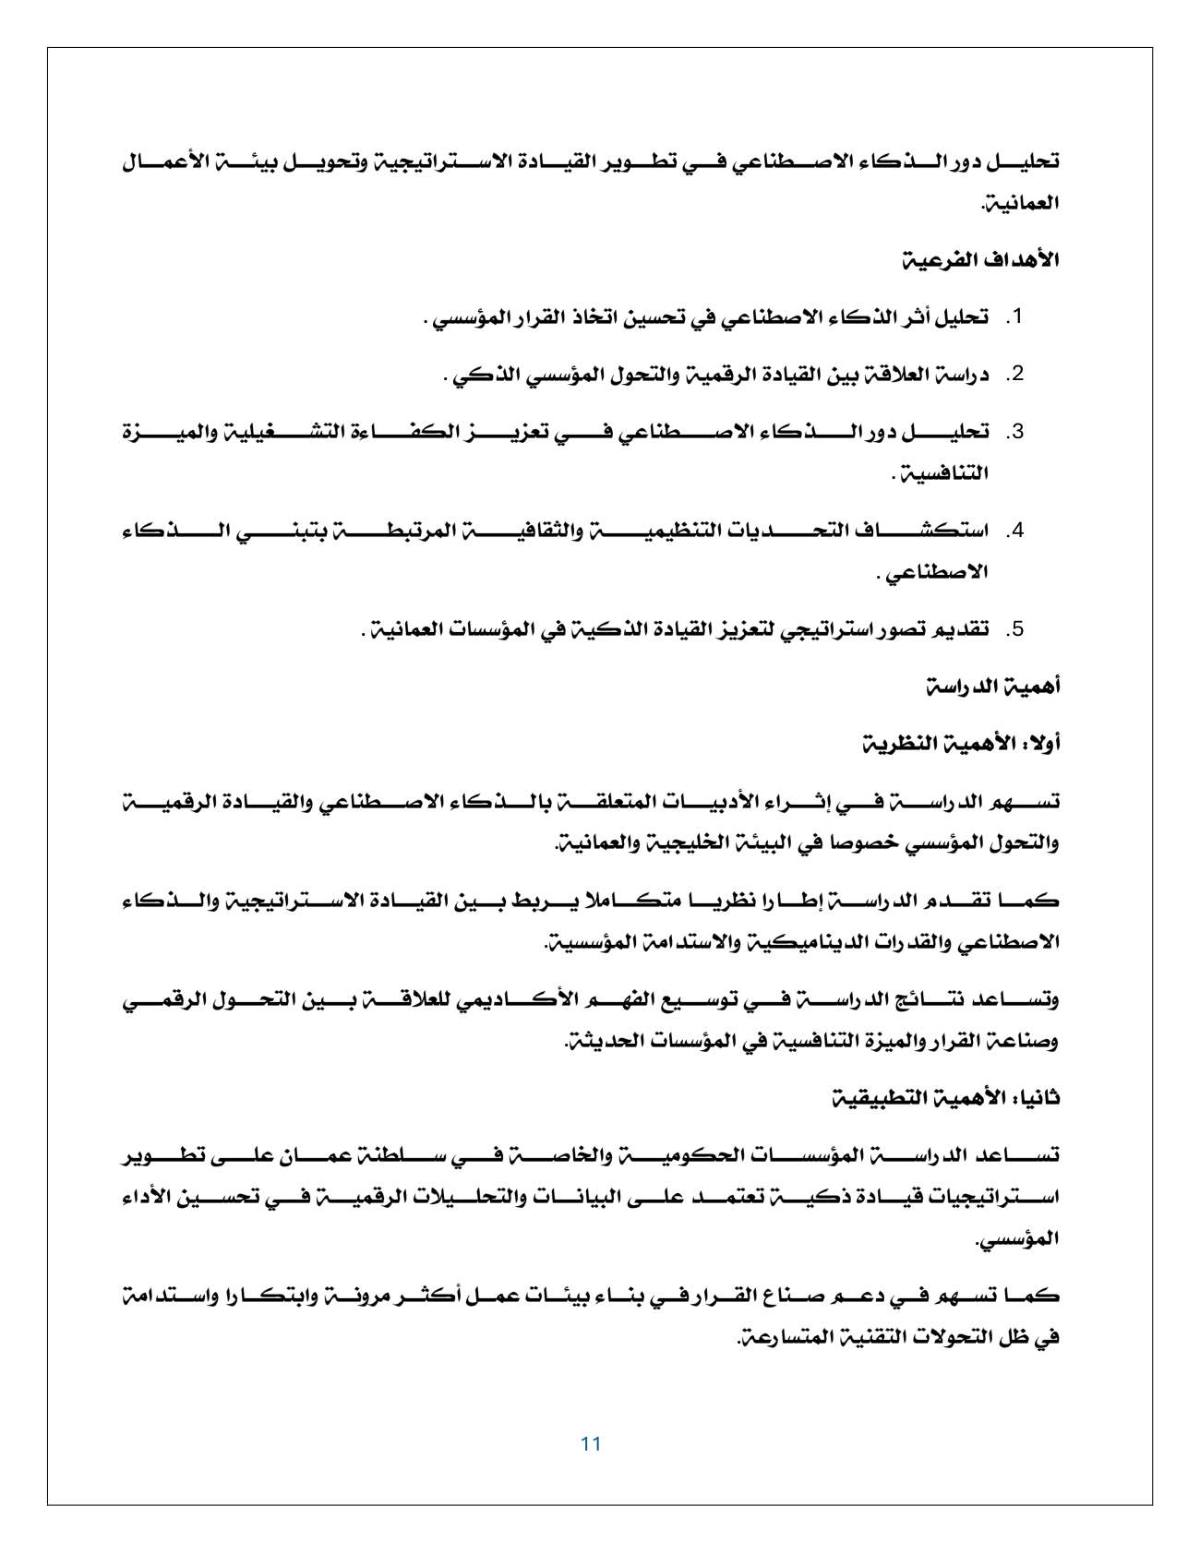 تحليل دور الذكاء الاصطناعي في تطوير القيادة الاستراتيجية وتحويل بيئة الأعمال
العمانية.
الأهداف الفرعية
1. تحليل أثر الذكاء الاصطناعي في تحسين اتخاذ القرار المؤسسي .
2. دراسة العلاقة بين القيادة الرقمية والتحول المؤسسي الذكي .
3. تحليل دور الذكاء الاصطناعي في تعزيز الكفاءة التشغيلية والميزة
التنافسية .
4. استكشاف التحديات التنظيمية والثقافية المرتبطة بتبني الذكاء
الاصطناعي .
5. تقديم تصور استراتيجي لتعزيز القيادة الذكية في المؤسسات العمانية .
أهمية الدراسة
أولا: الأهمية النظرية
تسهم الدراسة في إثراء الأدبيات المتعلقة بالذكاء الاصطناعي والقيادة الرقمية
والتحول المؤسسي خصوصا في البيئة الخليجية والعمانية.
كما تقدم الدراسة إطارا نظريا متكاملا يربط بين القيادة الاستراتيجية والذكاء
الاصطناعي والقدرات الديناميكية والاستدامة المؤسسية.
وتساعد نتائج الدراسة في توسيع الفهم الأكاديمي للعلاقة بين التحول الرقمي
وصناعة القرار والميزة التنافسية في المؤسسات الحديثة.
ثانيا: الأهمية التطبيقية
تساعد الدراسة المؤسسات الحكومية والخاصة في سلطنة عمان على تطوير
استراتيجيات قيادة ذكية تعتمد على البيانات والتحليلات الرقمية في تحسين الأداء
المؤسسي.
كما تسهم في دعم صناع القرار في بناء بيئات عمل أكثر مرونة وابتكارا واستدامة
في ظل التحولات التقنية المتسارعة.
11